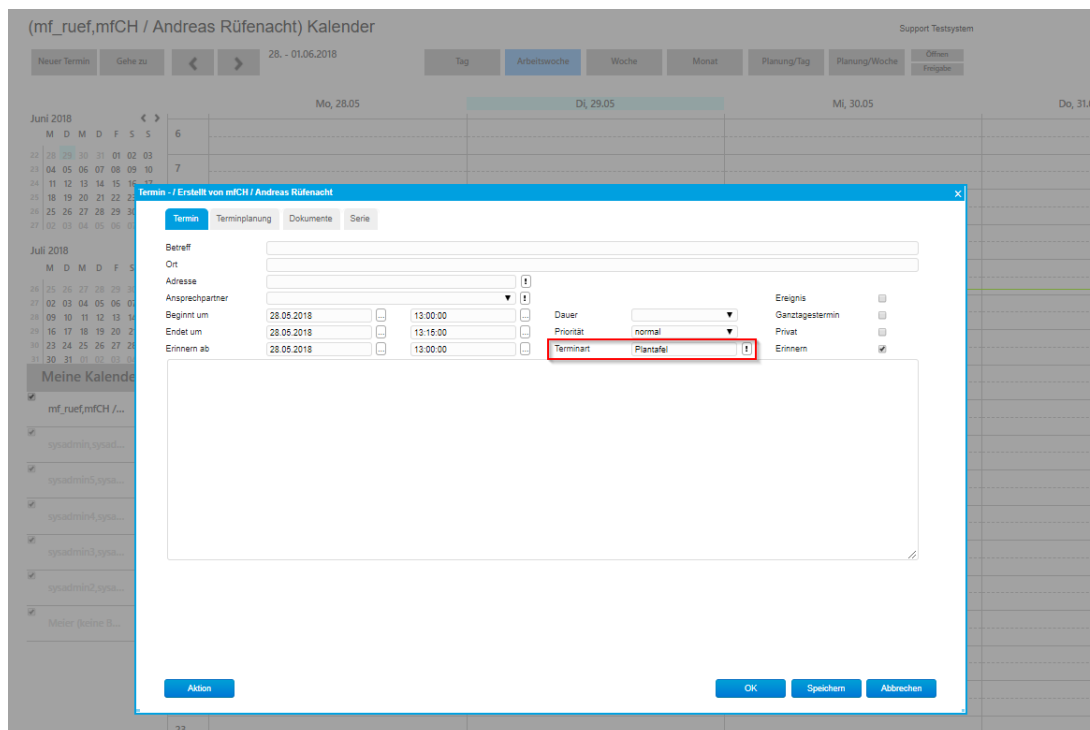 (mf_ruef,mfCH / Andreas Rüfenacht) Kalender
Support Testsystem
Neuer Termin Gehe zu 28. - 01.06.2018 Tag Arbeitswoche Woche Monat Planung/Tag Planung/Woche Öffnen
Freigabe
Mo, 28.05 Di, 29.05 Mi, 30.05 Do, 31.0
Juni 2018
M D M D F S S 6
22 28 29 30 31 01 02 03
23 04 05 06 07 08 09 10 7
24 11 12 13 14 15 16 17
25 18 19 20 21 22 23
26 25 26 27 28 29 30
27 02 03 04 05 06
Juli 2018
M D M D F S
26 25 26 27 28 29
27 02 03 04 05 06 07
28 09 10 11 12 13 14
29 16 17 18 19 20 2
30 23 24 25 26 27 28
31 30 31 01 02 03
Meine Kalende
mf_ruef,mfCH /...
sysadmin,sysad...
sysadmin5,sysa...
sysadmin4,sysa...
sysadmin3,sysa...
sysadmin2,sysa...
Meier (keine B...
Termin - / Erstellt von mfCH / Andreas Rüfenacht
Termin Terminplanung Dokumente Serie
Betreff
Ort
Adresse
Ansprechpartner Ereignis
Beginnt um 28.05.2018 ... 13:00:00 ... Dauer Ganztagestermin
Endet um 28.05.2018 ... 13:15:00 ... Priorität normal Privat
Erinnern ab 28.05.2018 ... 13:00:00 ... Terminart Plantafel ! Erinnern
Aktion OK Speichern Abbrechen
23